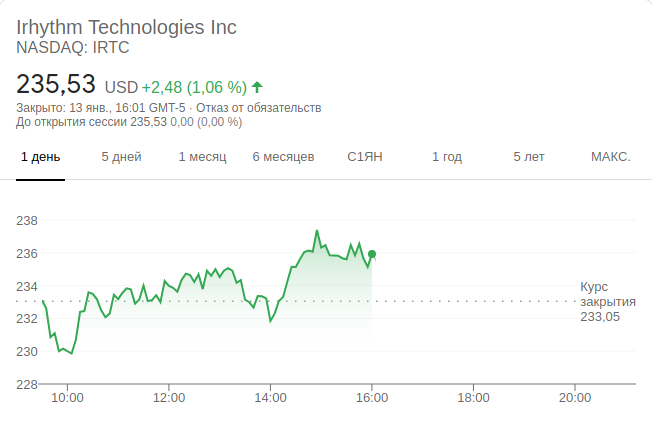 Irhythm Technologies Inc
NASDAQ: IRTC
235,53 USD +2,48 (1,06 %)
Закрыто: 13 янв., 16:01 GMT-5 · Отказ от обязательств
До открытия сессии 235,53 0,00 (0,00 %)
1 день 5 дней 1 месяц 6 месяцев С1ЯН 1 год 5 лет МАКС.
238
236
234
232
230
228
Курс
закрытия
233,05
10:00 12:00 14:00 16:00 18:00 20:00